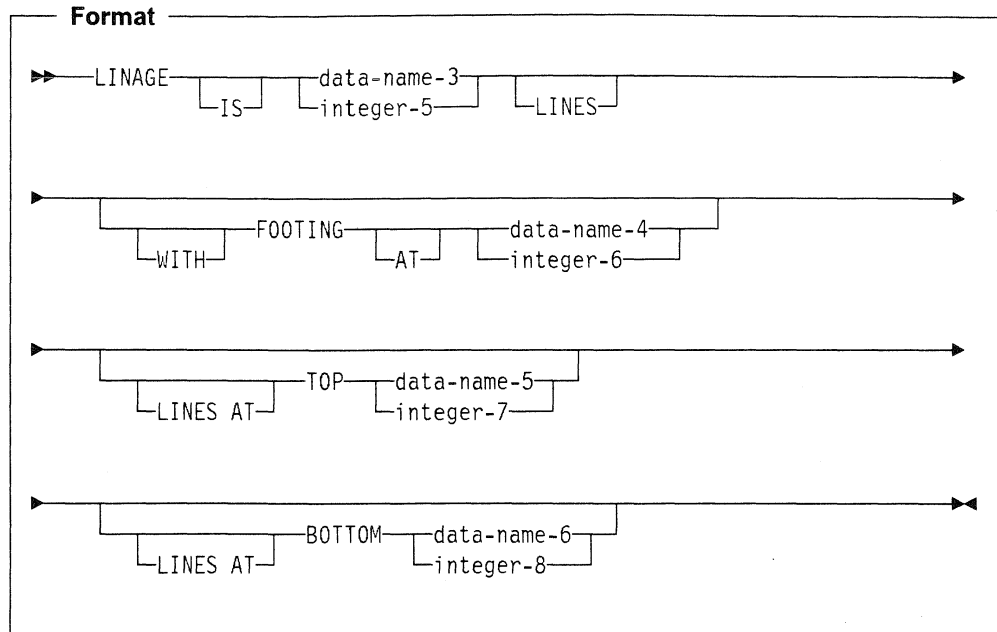 Format
LINAGE IS data-name-3 LINES
integer-5
WITH FOOTING AT data-name-4
integer-6
LINES AT TOP data-name-5
integer-7
LINES AT BOTTOM data-name-6
integer-8